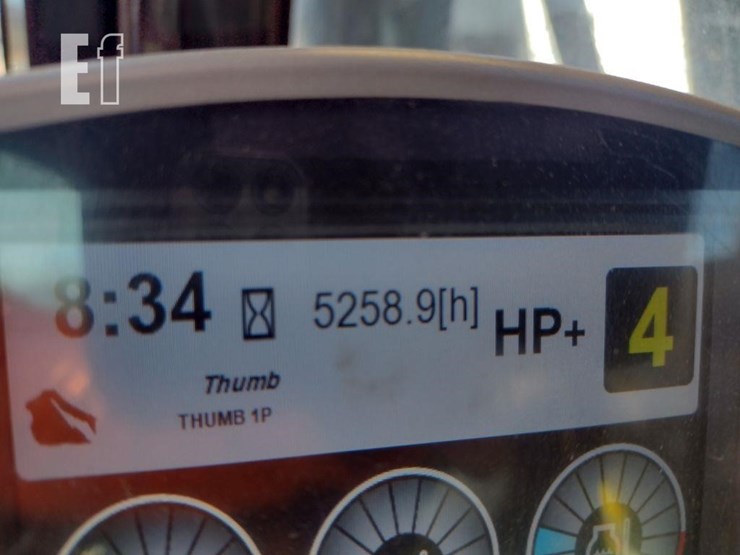 Ef
8:34 5258.9[h] HP+ 4
Thumb
THUMB 1P